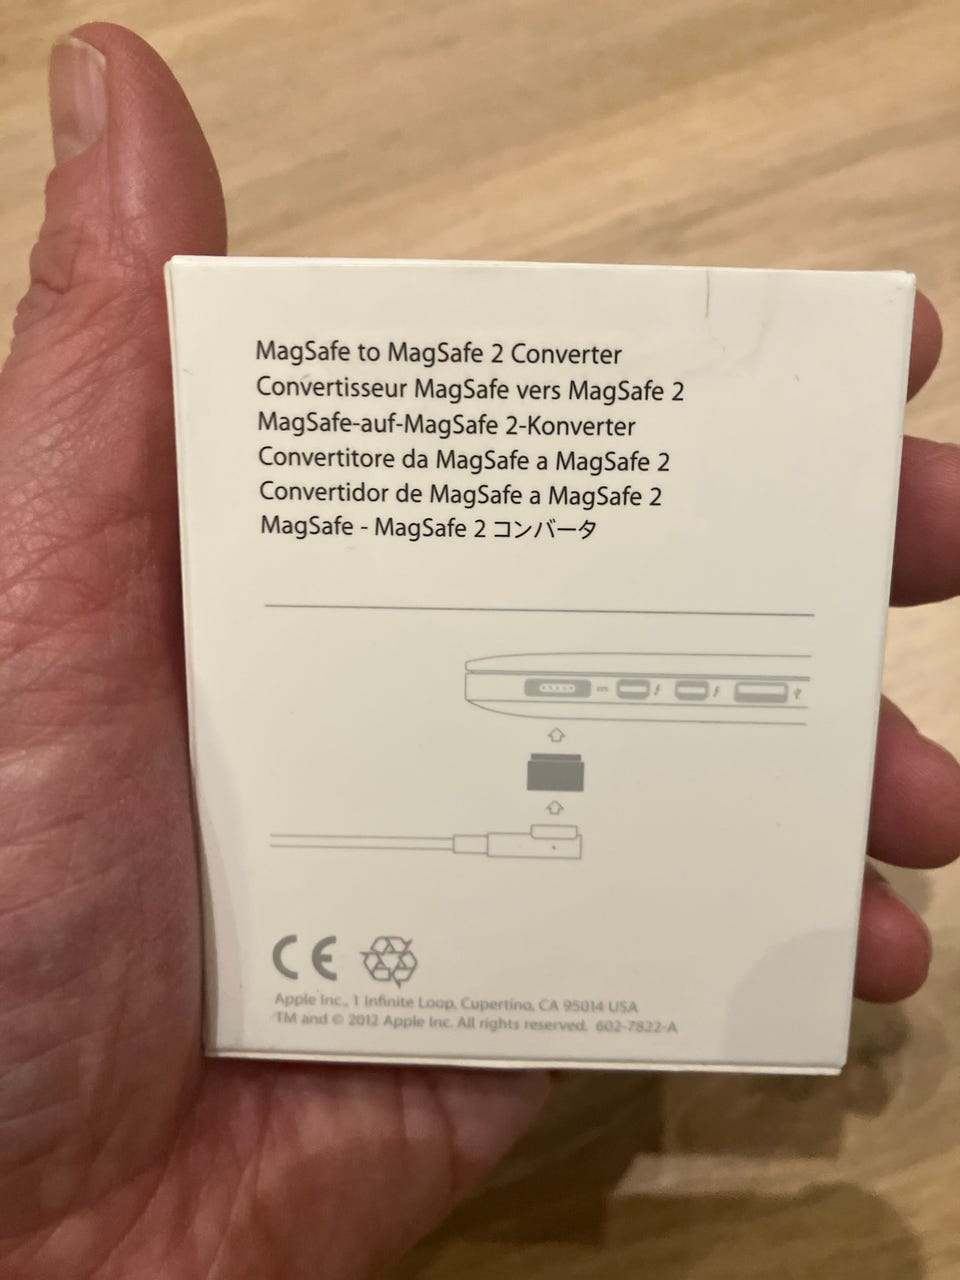 MagSafe to MagSafe 2 Converter
Convertisseur MagSafe vers MagSafe 2
MagSafe-auf-MagSafe 2-Konverter
Convertitore da MagSafe a MagSafe 2
Convertidor de MagSafe a MagSafe 2
MagSafe - MagSafe 2 コンバータ
CE
Apple Inc., 1 Infinite Loop, Cupertino, CA 95014 USA
TM and © 2012 Apple Inc. All rights reserved. 602-7822-A